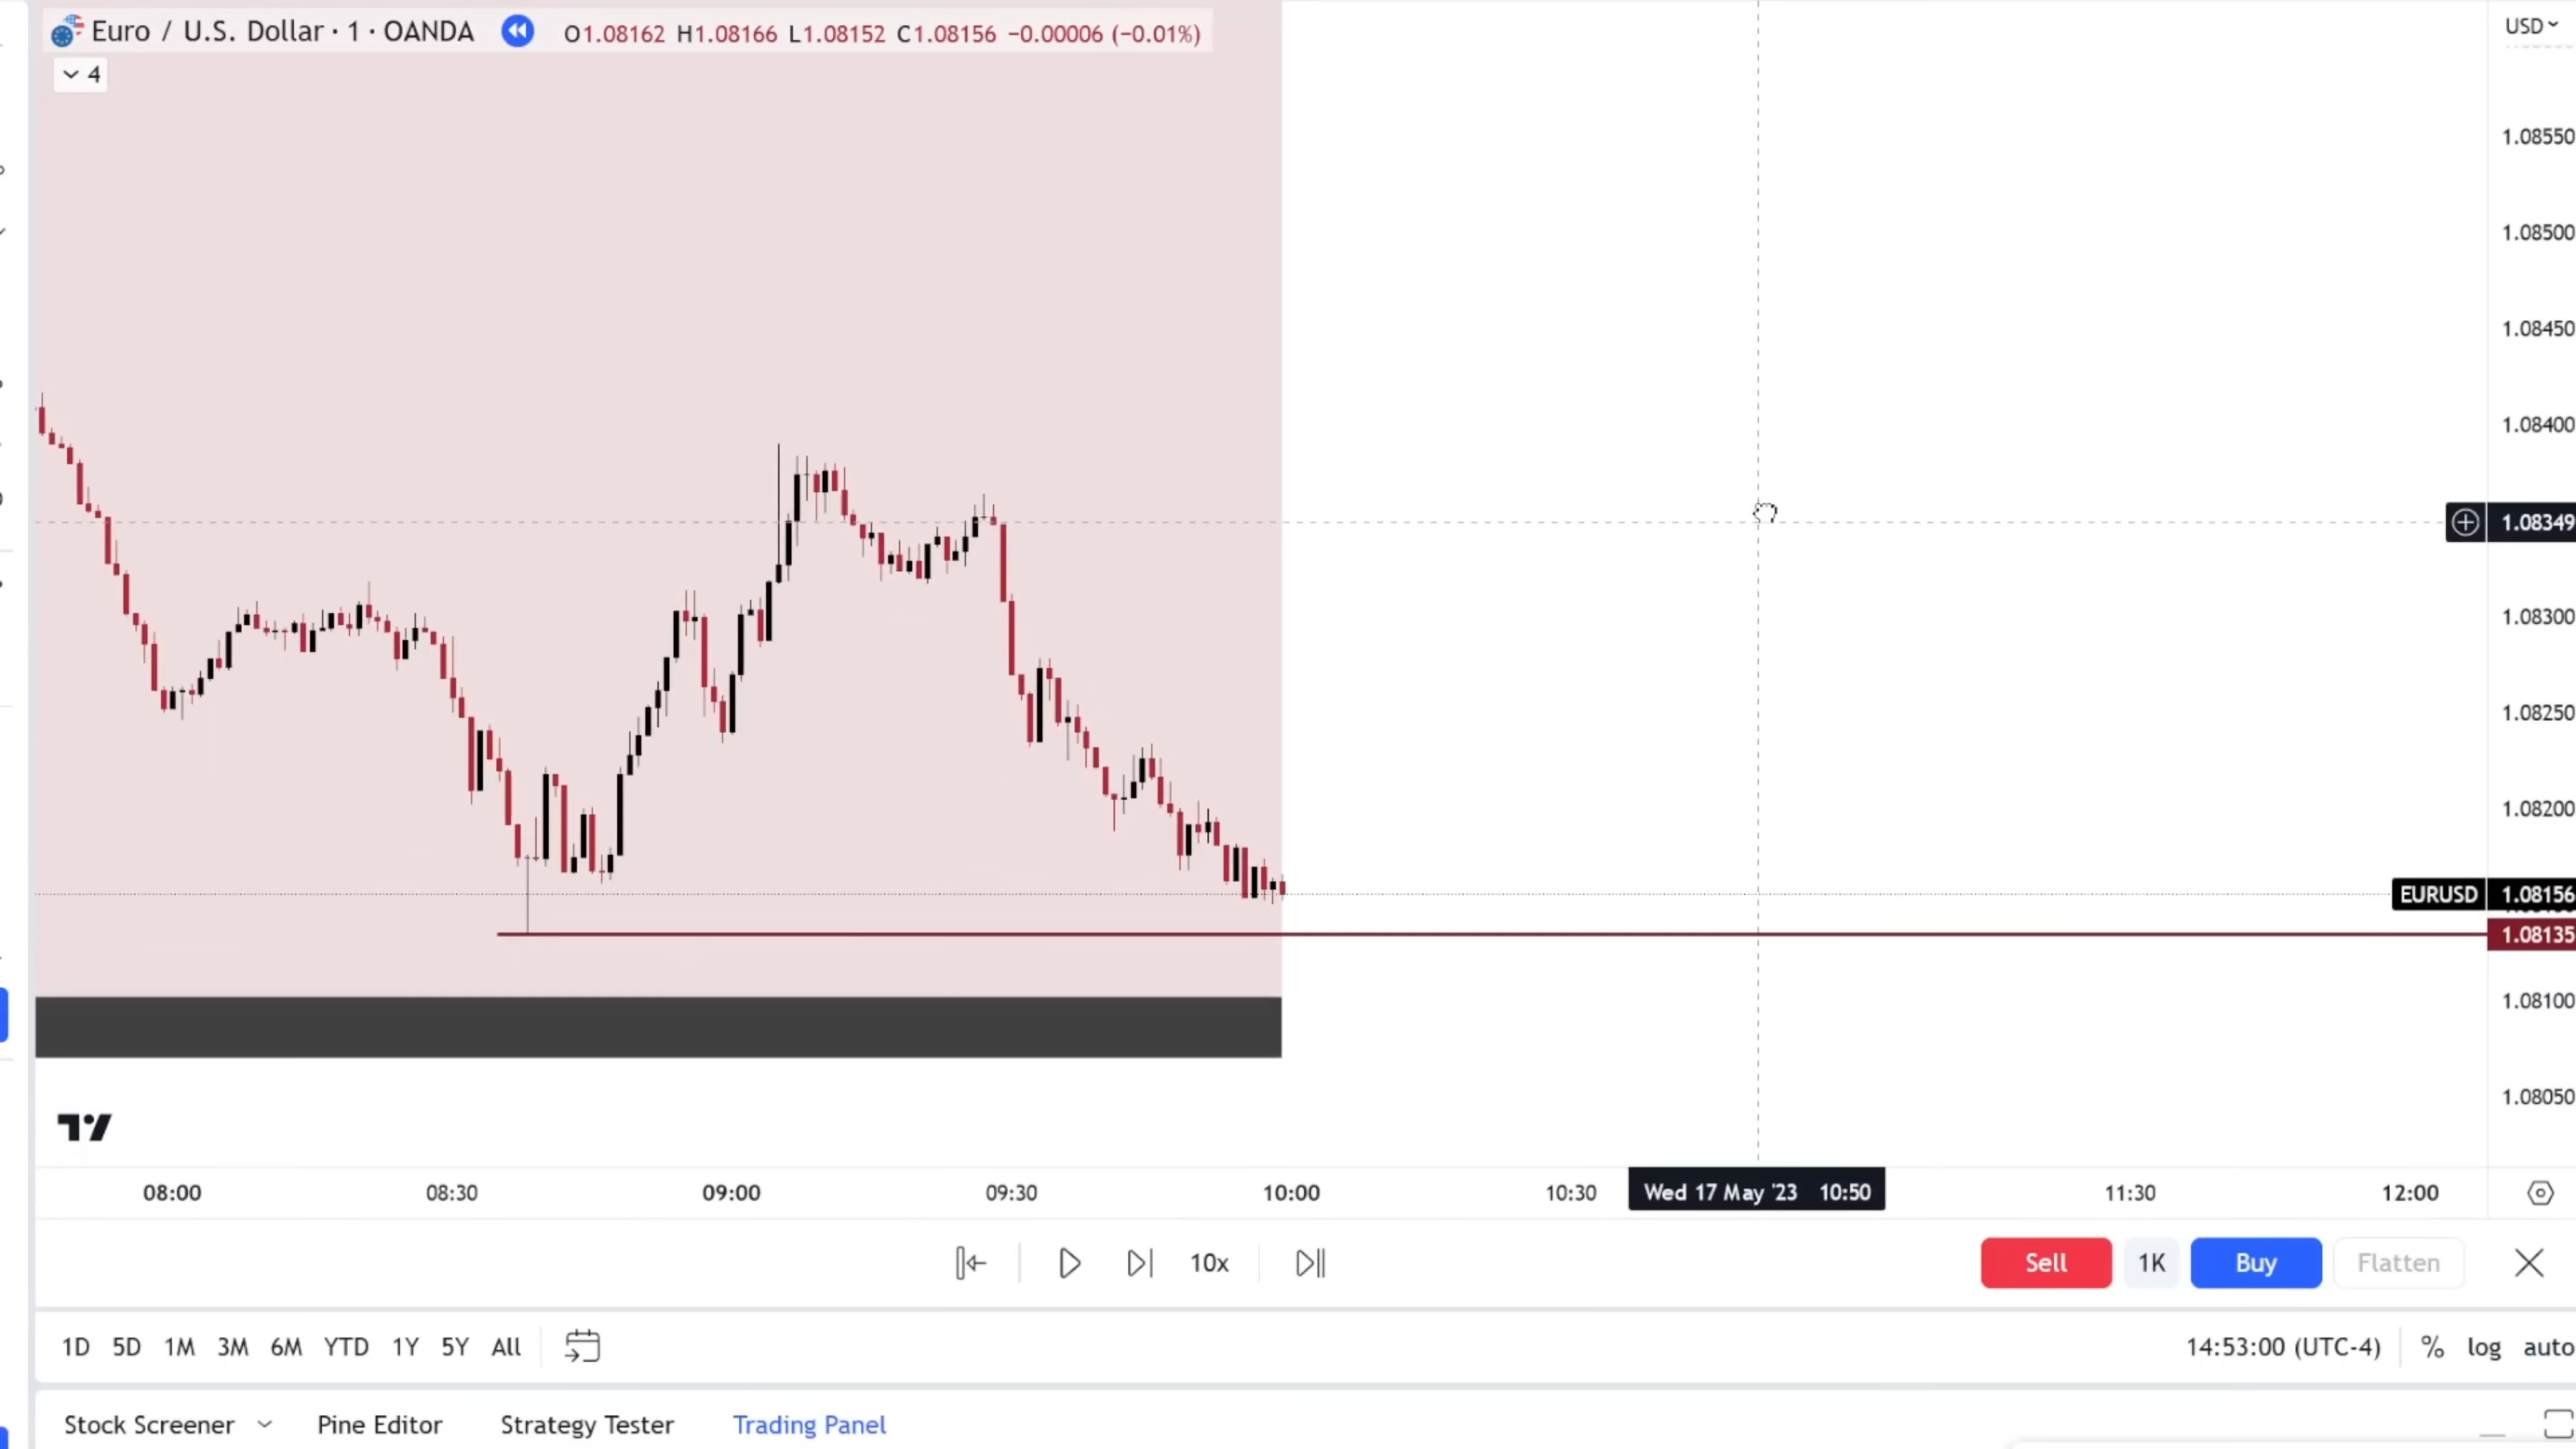 Euro / U.S. Dollar · 1 · OANDA O1.08162 H1.08166 L1.08152 C1.08156 −0.00006 (−0.01%)
USD
4
1.08550
1.08500
1.08450
1.08400
1.08349
1.08300
1.08250
1.08200
EURUSD 1.08156
1.08135
1.08100
1.08050
08:00 08:30 09:00 09:30 10:00 10:30 Wed 17 May '23 10:50 11:30 12:00
10x Sell 1K Buy Flatten
1D 5D 1M 3M 6M YTD 1Y 5Y All 14:53:00 (UTC-4) % log auto
Stock Screener Pine Editor Strategy Tester Trading Panel